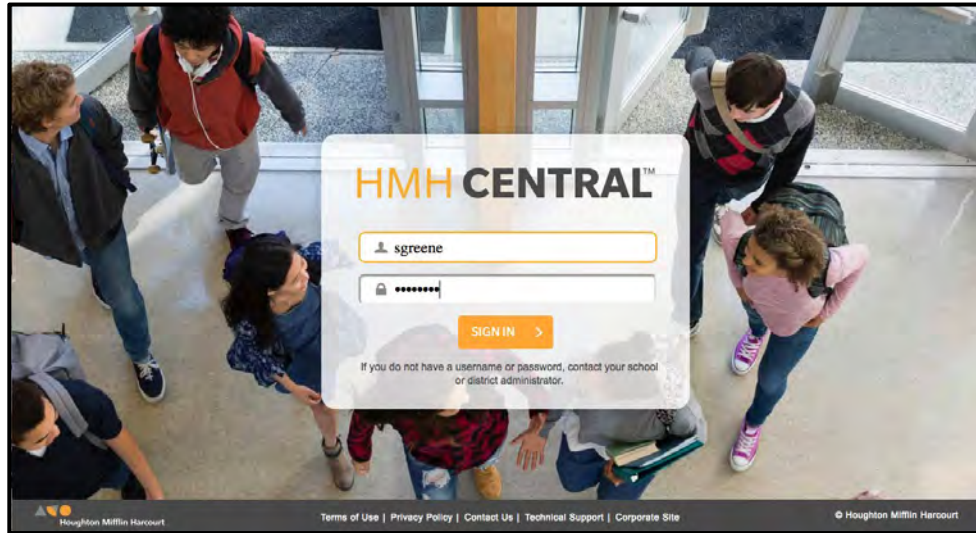 HMH CENTRAL™
sgreene
••••••••
SIGN IN >
If you do not have a username or password, contact your school
or district administrator.
Houghton Mifflin Harcourt
Terms of Use | Privacy Policy | Contact Us | Technical Support | Corporate Site
© Houghton Mifflin Harcourt